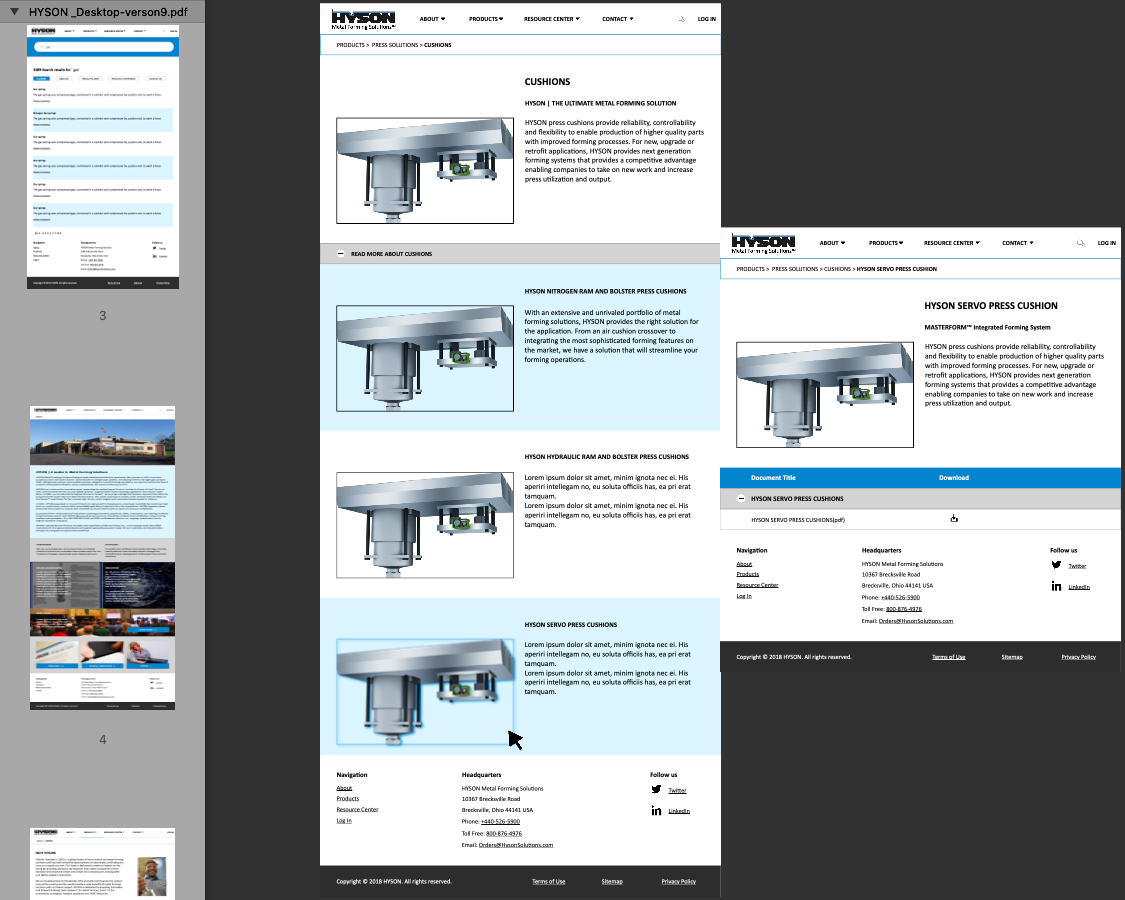 HYSON _Desktop-verson9.pdf
3
4
HYSON
Metal Forming Solutions™
ABOUT
PRODUCTS
RESOURCE CENTER
CONTACT
LOG IN
PRODUCTS > PRESS SOLUTIONS > CUSHIONS
CUSHIONS
HYSON | THE ULTIMATE METAL FORMING SOLUTION
HYSON press cushions provide reliability, controllability
and flexibility to enable production of higher quality parts
with improved forming processes. For new, upgrade or
retrofit applications, HYSON provides next generation
forming systems that provides a competitive advantage
enabling companies to take on new work and increase
press utilization and output.
READ MORE ABOUT CUSHIONS
HYSON NITROGEN RAM AND BOLSTER PRESS CUSHIONS
With an extensive and unrivaled portfolio of metal
forming solutions, HYSON provides the right solution for
the application. From an air cushion crossover to
integrating the most sophisticated forming features on
the market, we have a solution that will streamline your
forming operations.
HYSON HYDRAULIC RAM AND BOLSTER PRESS CUSHIONS
Lorem ipsum dolor sit amet, minim ignota nec ei. His
aperiri intellegam no, eu soluta officiis has, ea pri erat
tamquam.
Lorem ipsum dolor sit amet, minim ignota nec ei. His
aperiri intellegam no, eu soluta officiis has, ea pri erat
tamquam.
HYSON SERVO PRESS CUSHIONS
Lorem ipsum dolor sit amet, minim ignota nec ei. His
aperiri intellegam no, eu soluta officiis has, ea pri erat
tamquam.
Lorem ipsum dolor sit amet, minim ignota nec ei. His
aperiri intellegam no, eu soluta officiis has, ea pri erat
tamquam.
Navigation
About
Products
Resource Center
Log In
Headquarters
HYSON Metal Forming Solutions
10367 Brecksville Road
Brecksville, Ohio 44141 USA
Phone: +440-526-5900
Toll Free: 800-876-4976
Email: Orders@HysonSolutions.com
Follow us
Twitter
LinkedIn
Copyright © 2018 HYSON. All rights reserved.
Terms of Use
Sitemap
Privacy Policy
HYSON
Metal Forming Solutions™
ABOUT
PRODUCTS
RESOURCE CENTER
CONTACT
LOG IN
PRODUCTS > PRESS SOLUTIONS > CUSHIONS > HYSON SERVO PRESS CUSHION
HYSON SERVO PRESS CUSHION
MASTERFORM™ Integrated Forming System
HYSON press cushions provide reliability, controllability
and flexibility to enable production of higher quality parts
with improved forming processes. For new, upgrade or
retrofit applications, HYSON provides next generation
forming systems that provides a competitive advantage
enabling companies to take on new work and increase
press utilization and output.
Document Title
Download
HYSON SERVO PRESS CUSHIONS
HYSON SERVO PRESS CUSHIONS(pdf)
Navigation
About
Products
Resource Center
Log In
Headquarters
HYSON Metal Forming Solutions
10367 Brecksville Road
Brecksville, Ohio 44141 USA
Phone: +440-526-5900
Toll Free: 800-876-4976
Email: Orders@HysonSolutions.com
Follow us
Twitter
LinkedIn
Copyright © 2018 HYSON. All rights reserved.
Terms of Use
Sitemap
Privacy Policy